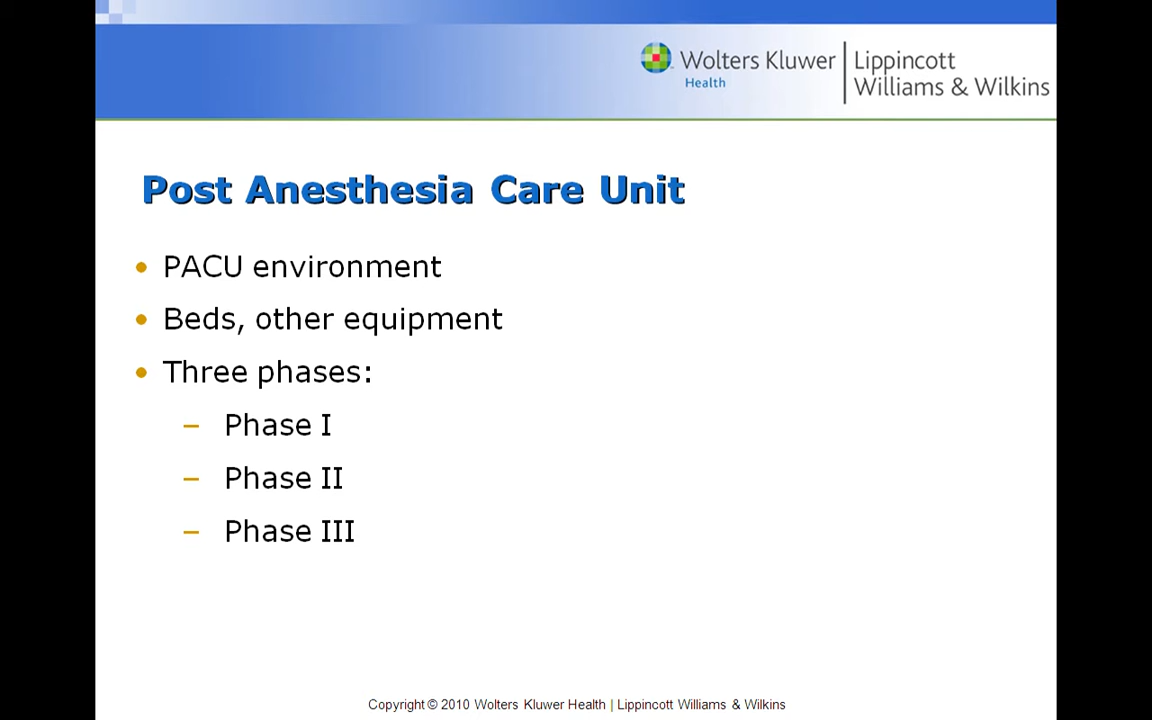 Wolters Kluwer
Health
Lippincott
Williams & Wilkins
Post Anesthesia Care Unit
• PACU environment
• Beds, other equipment
• Three phases:
– Phase I
– Phase II
– Phase III
Copyright © 2010 Wolters Kluwer Health | Lippincott Williams & Wilkins